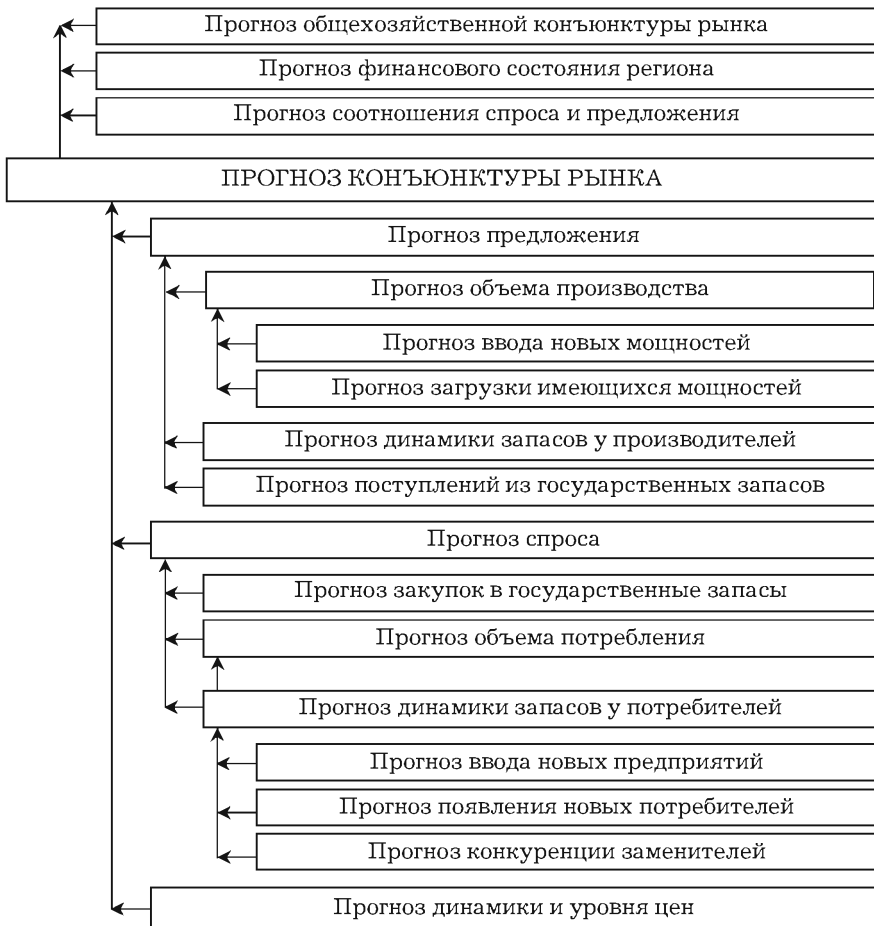 Прогноз общехозяйственной конъюнктуры рынка
Прогноз финансового состояния региона
Прогноз соотношения спроса и предложения
ПРОГНОЗ КОНЪЮНКТУРЫ РЫНКА
Прогноз предложения
Прогноз объема производства
Прогноз ввода новых мощностей
Прогноз загрузки имеющихся мощностей
Прогноз динамики запасов у производителей
Прогноз поступлений из государственных запасов
Прогноз спроса
Прогноз закупок в государственные запасы
Прогноз объема потребления
Прогноз динамики запасов у потребителей
Прогноз ввода новых предприятий
Прогноз появления новых потребителей
Прогноз конкуренции заменителей
Прогноз динамики и уровня цен